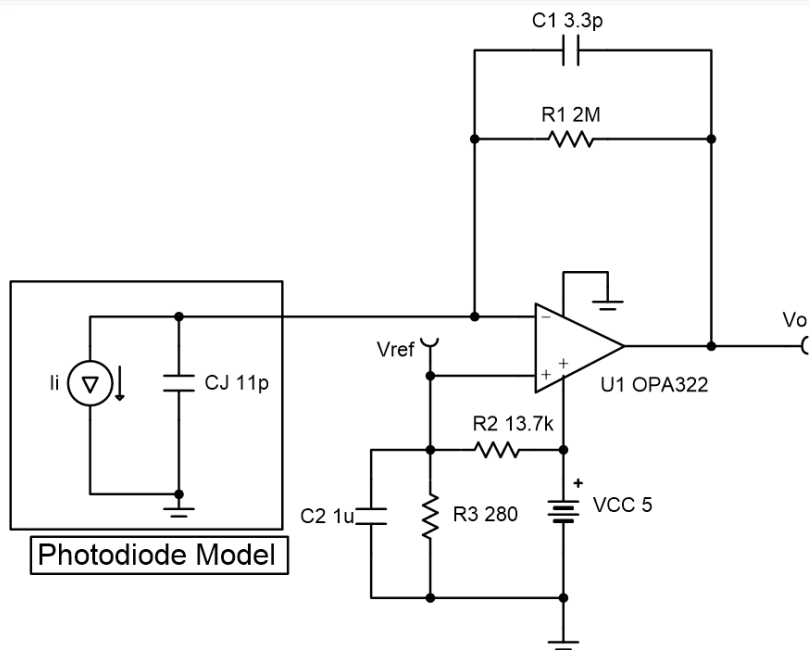 C1 3.3p
R1 2M
Vo
Vref
Ii
CJ 11p
U1 OPA322
R2 13.7k
C2 1u
R3 280
VCC 5
Photodiode Model